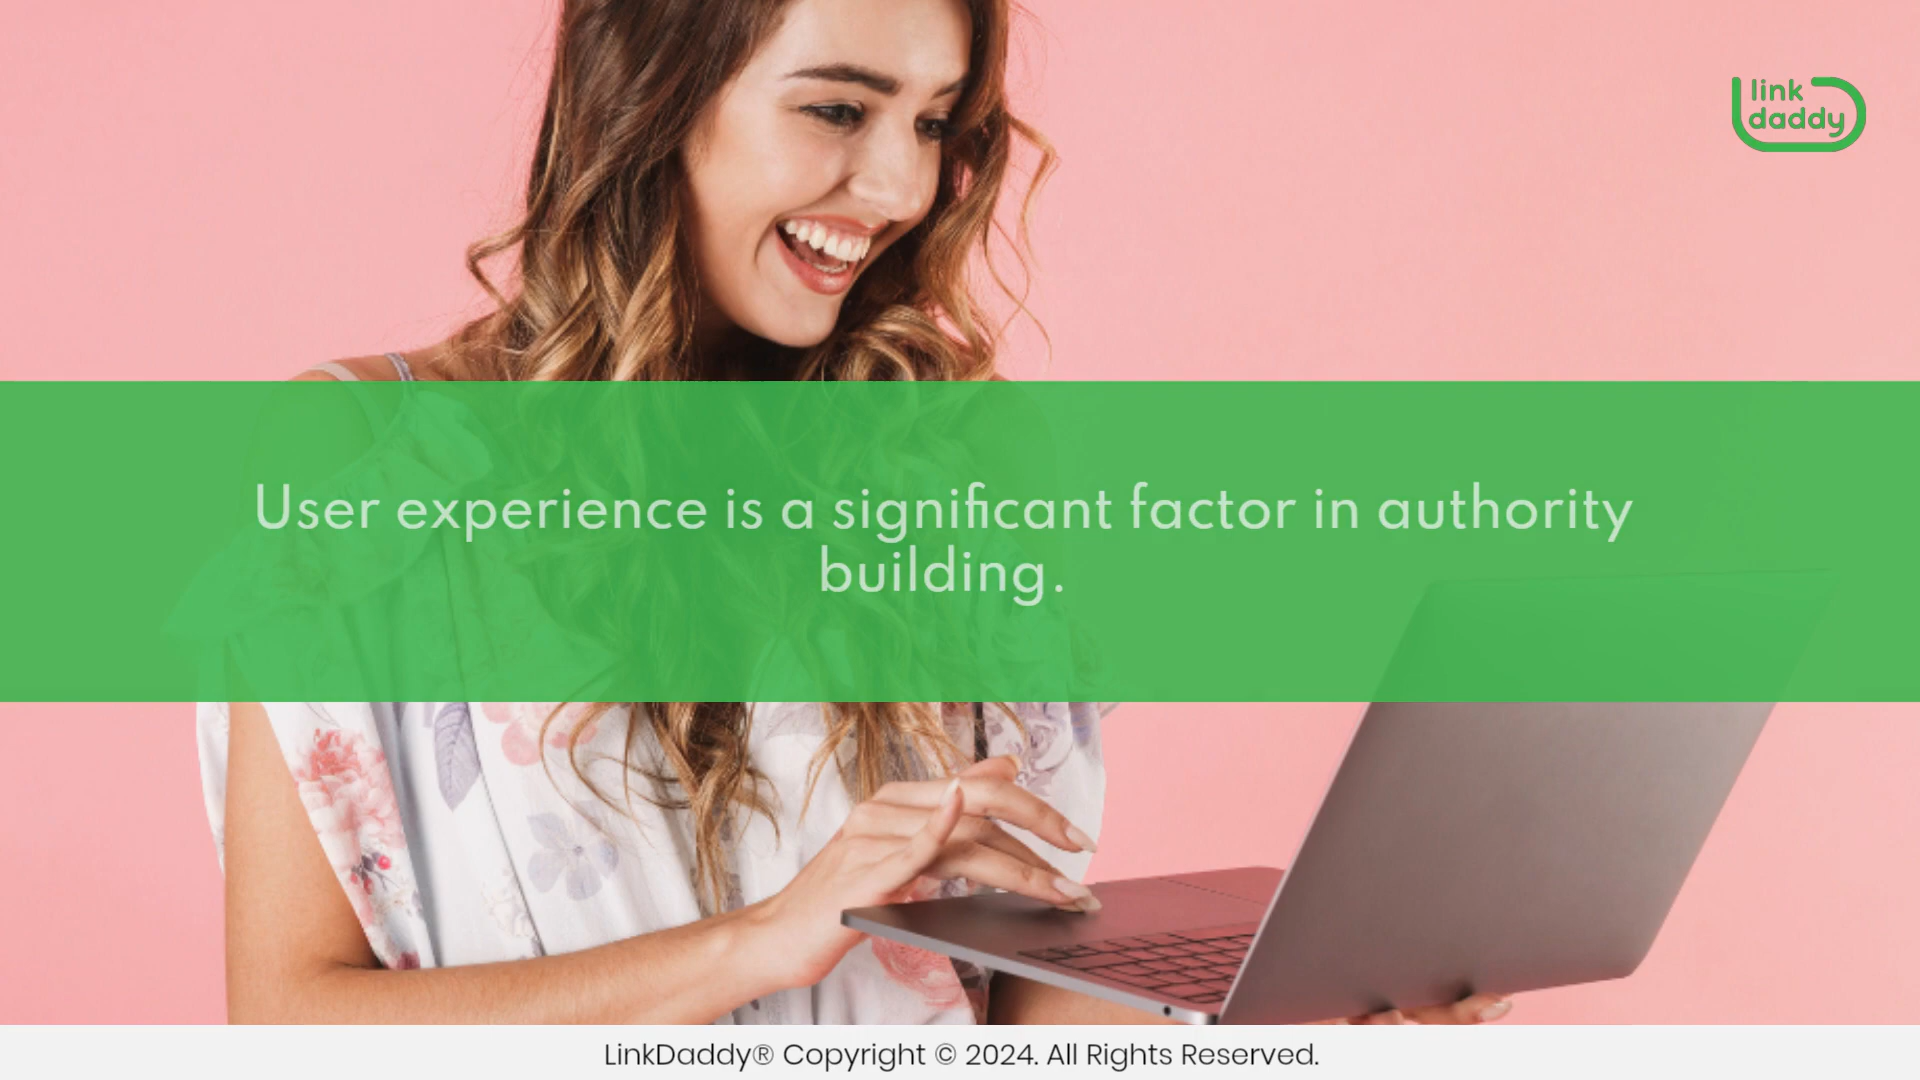 link
daddy
User experience is a significant factor in authority
building.
LinkDaddy® Copyright © 2024. All Rights Reserved.